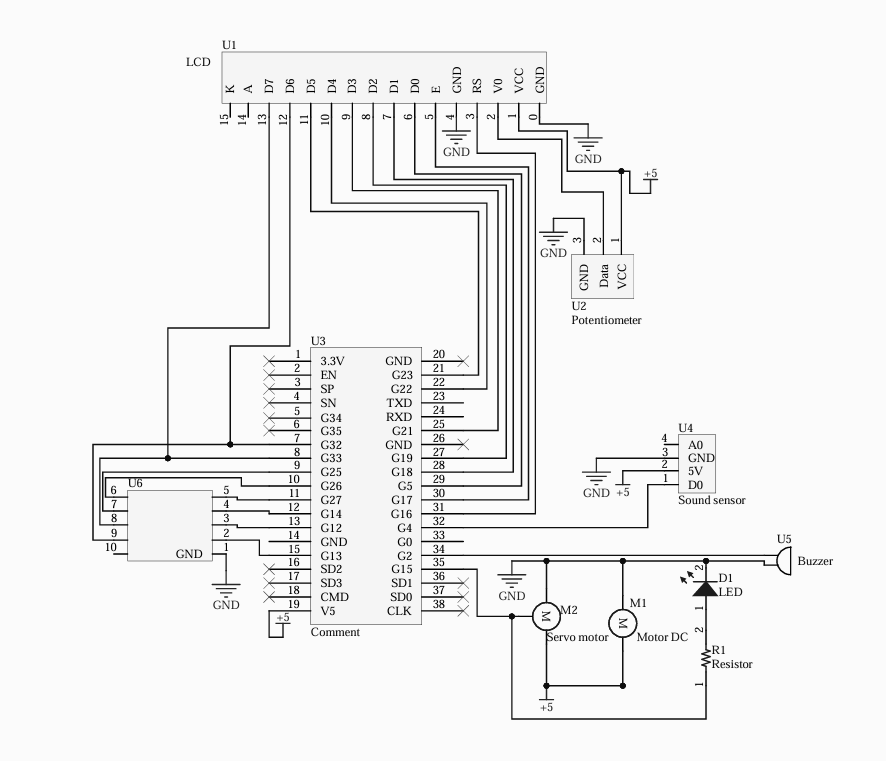 U1
LCD
K A D7 D6 D5 D4 D3 D2 D1 D0 E GND RS V0 VCC GND
15 14 13 12 11 10 9 8 7 6 5 4 3 2 1 0
GND
GND
+5
GND
3 2 1
GND Data VCC
U2
Potentiometer
U3
1 3.3V GND 20
2 EN G23 21
3 SP G22 22
4 SN TXD 23
5 G34 RXD 24
6 G35 G21 25
7 G32 GND 26
8 G33 G19 27
9 G25 G18 28
10 G26 G5 29
11 G27 G17 30
12 G14 G16 31
13 G12 G4 32
14 GND G0 33
15 G13 G2 34
16 SD2 G15 35
17 SD3 SD1 36
18 CMD SD0 37
19 V5 CLK 38
+5
Comment
U6
6 5
7 4
8 3
9 2
10 GND 1
GND
U4
4 A0
3 GND
2 5V
1 D0
GND
+5
Sound sensor
U5
Buzzer
GND
M2
M
Servo motor
M1
M
Motor DC
+5
2
D1
LED
1
2
R1
Resistor
1